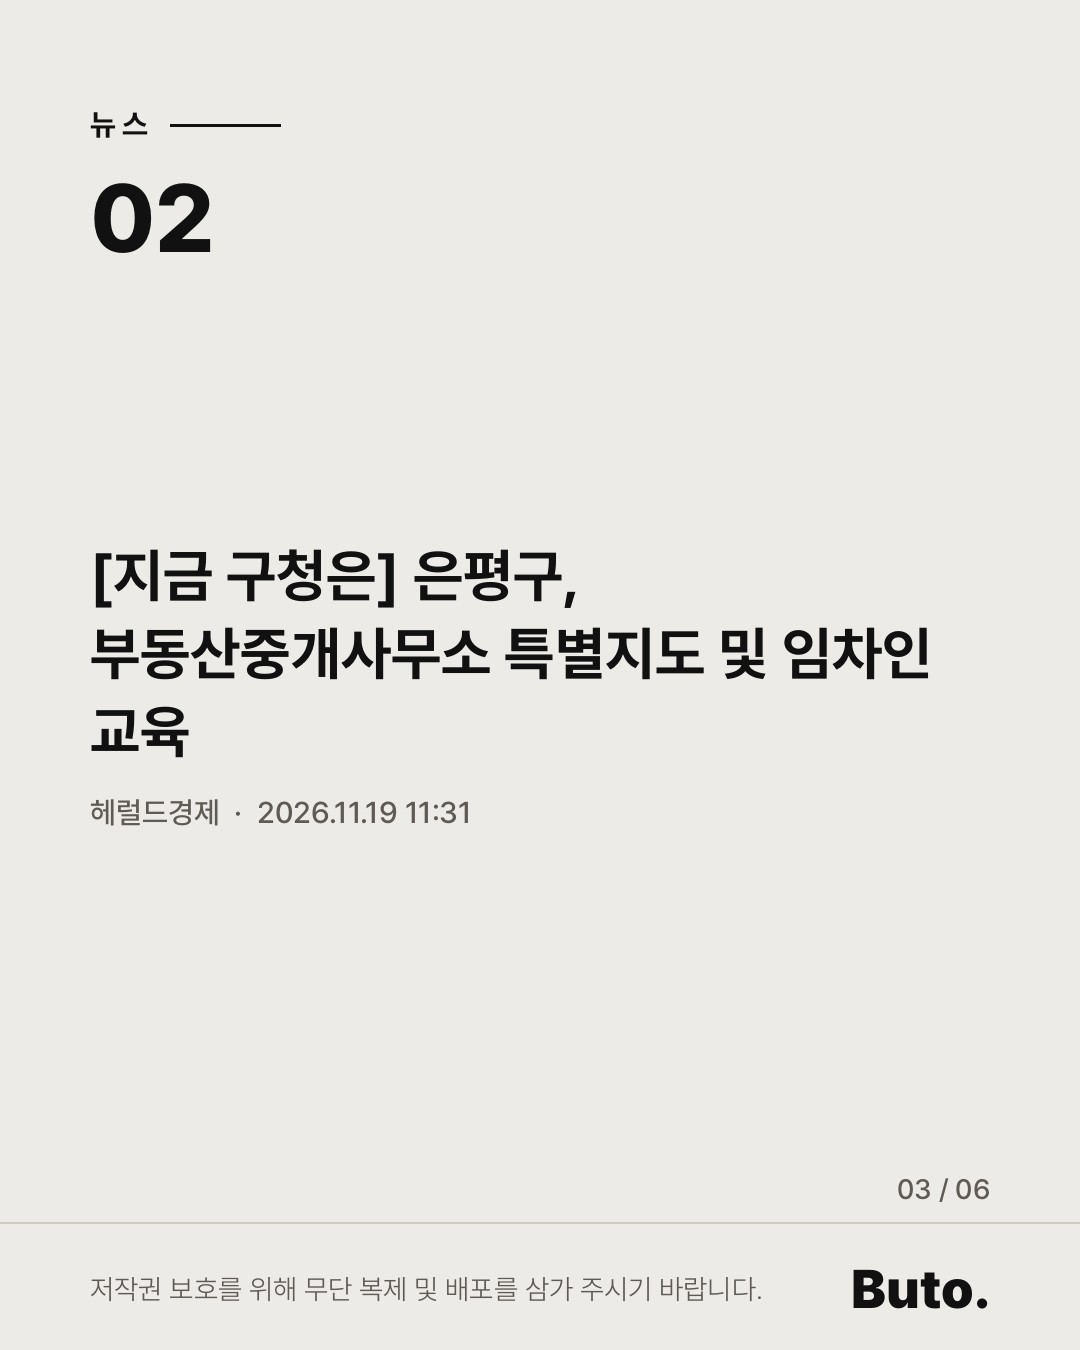 뉴스
02
[지금 구청은] 은평구,
부동산중개사무소 특별지도 및 임차인
교육
헤럴드경제 · 2026.11.19 11:31
03 / 06
저작권 보호를 위해 무단 복제 및 배포를 삼가 주시기 바랍니다.
Buto.